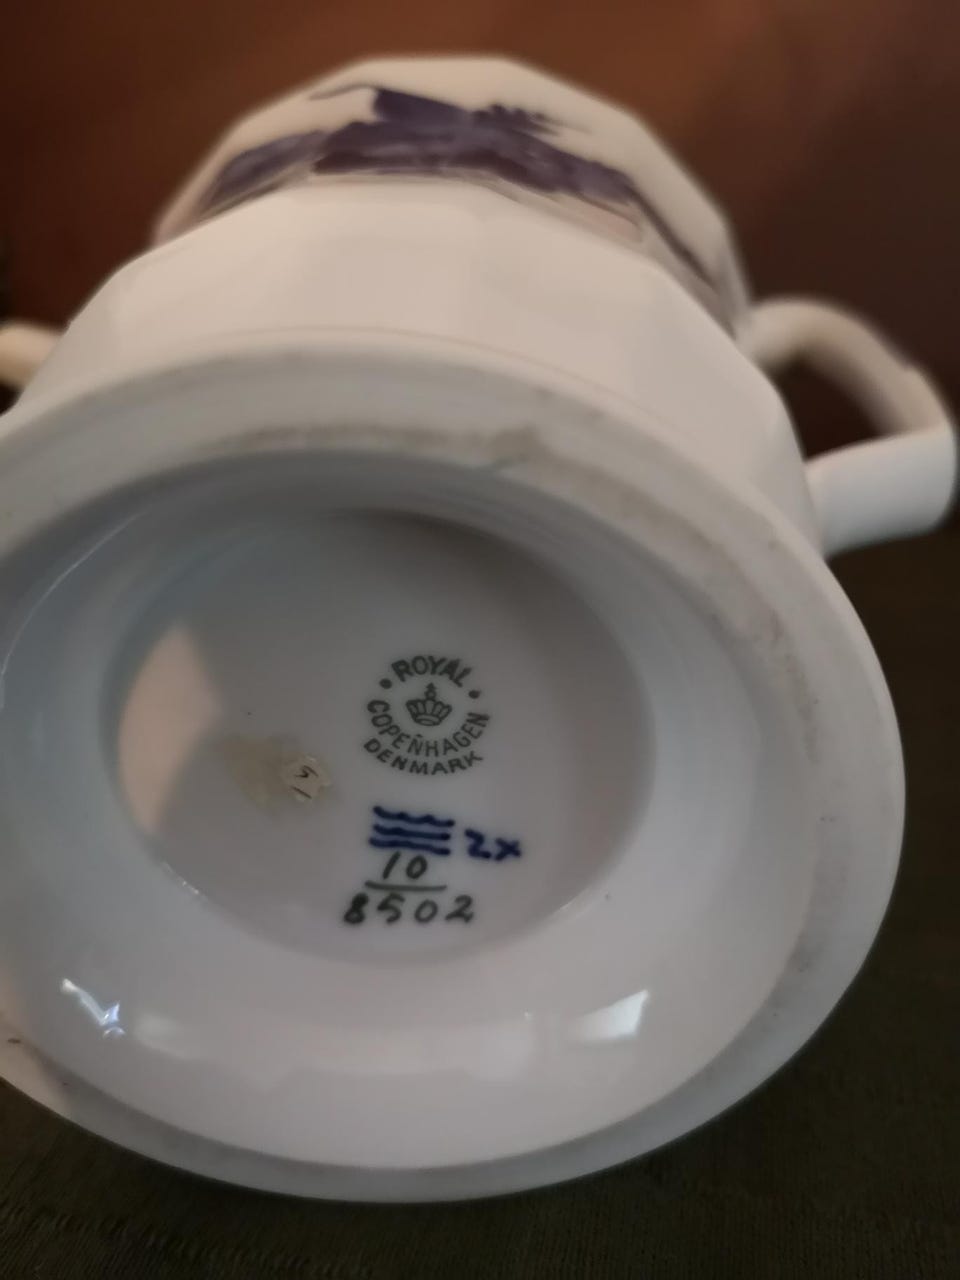 ROYAL
COPENHAGEN
DENMARK
2x
10
8502